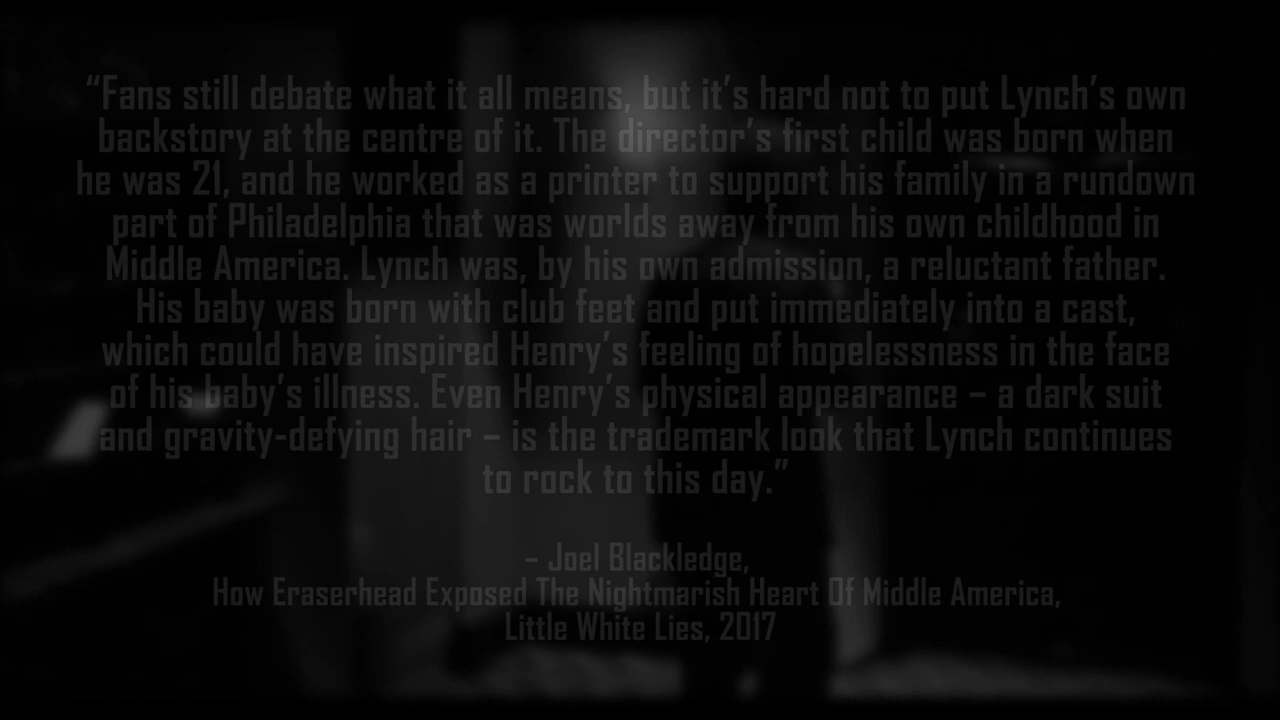 “Fans still debate what it all means, but it’s hard not to put Lynch’s own
backstory at the centre of it. The director’s first child was born when
he was 21, and he worked as a printer to support his family in a rundown
part of Philadelphia that was worlds away from his own childhood in
Middle America. Lynch was, by his own admission, a reluctant father.
His baby was born with club feet and put immediately into a cast,
which could have inspired Henry’s feeling of hopelessness in the face
of his baby’s illness. Even Henry’s physical appearance – a dark suit
and gravity-defying hair – is the trademark look that Lynch continues
to rock to this day.”
– Joel Blackledge,
How Eraserhead Exposed The Nightmarish Heart Of Middle America,
Little White Lies, 2017